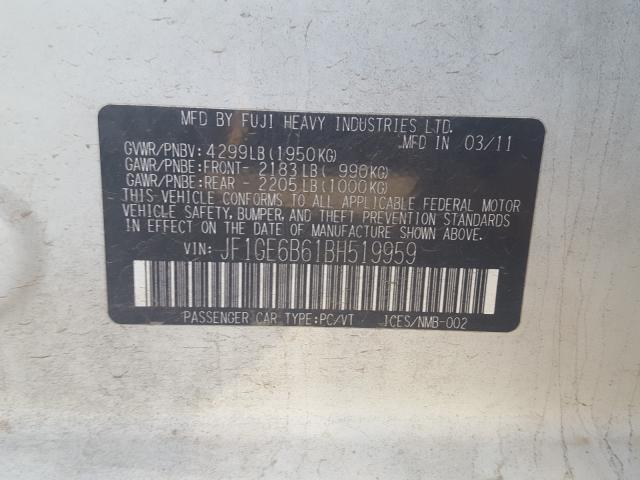 MFD BY FUJI HEAVY INDUSTRIES LTD.
MFD IN 03/11
GVWR/PNBV: 4299LB(1950KG)
GAWR/PNBE: FRONT- 2183LB( 990KG)
GAWR/PNBE: REAR - 2205LB(1000KG)
THIS VEHICLE CONFORMS TO ALL APPLICABLE FEDERAL MOTOR
VEHICLE SAFETY, BUMPER, AND THEFT PREVENTION STANDARDS
IN EFFECT ON THE DATE OF MANUFACTURE SHOWN ABOVE.
VIN: JF1GE6B61BH519959
PASSENGER CAR TYPE:PC/VT ICES/NMB-002